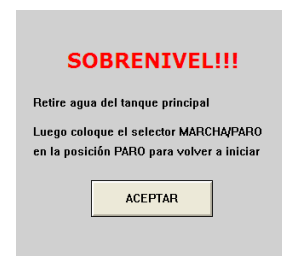 SOBRENIVEL!!!
Retire agua del tanque principal
Luego coloque el selector MARCHA/PARO
en la posición PARO para volver a iniciar
ACEPTAR